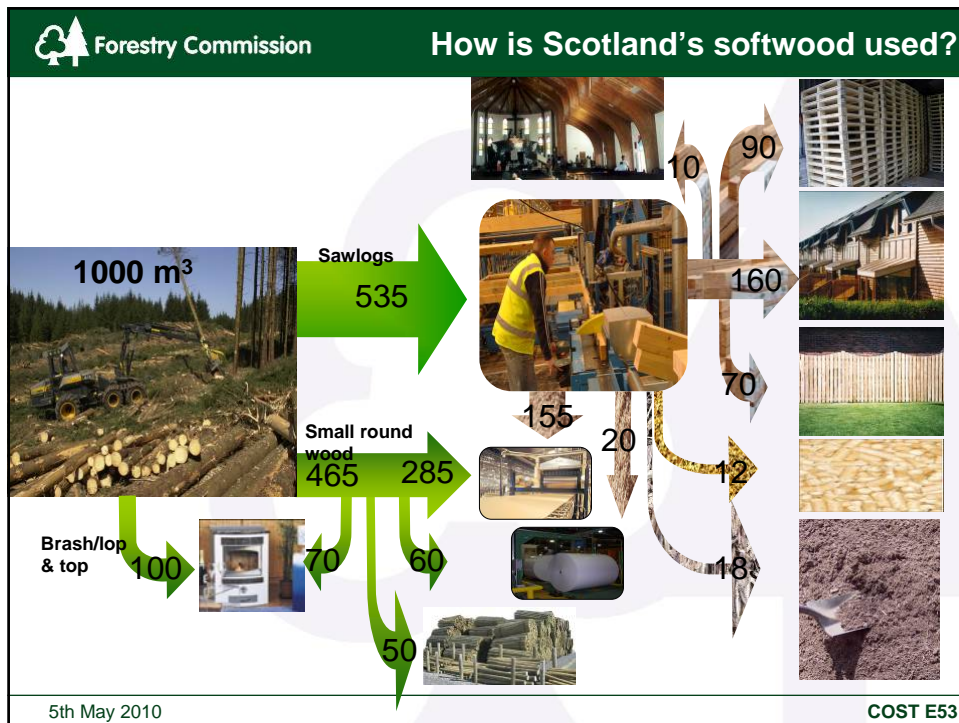 Forestry Commission
How is Scotland's softwood used?
10
90
1000 m³
Sawlogs
535
160
70
155
20
Small round
wood
465
285
12
Brash/lop
& top
100
70
60
18
50
5th May 2010
COST E53